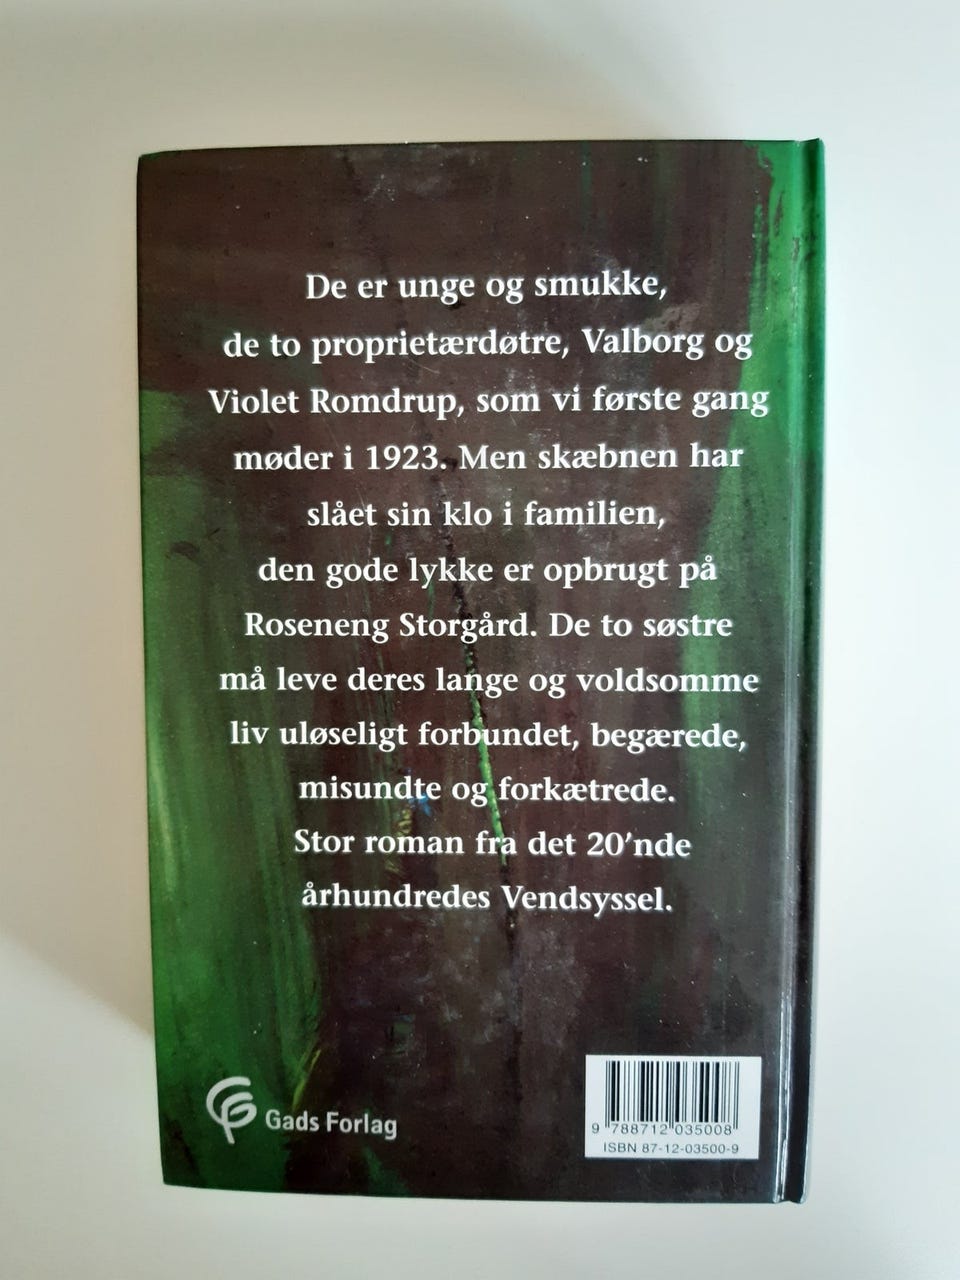 De er unge og smukke,
de to proprietærdøtre, Valborg og
Violet Romdrup, som vi første gang
møder i 1923. Men skæbnen har
slået sin klo i familien,
den gode lykke er opbrugt på
Roseneng Storgård. De to søstre
må leve deres lange og voldsomme
liv uløseligt forbundet, begærede,
misundte og forkætrede.
Stor roman fra det 20’nde
århundredes Vendsyssel.
Gads Forlag
9 788712 035008
ISBN 87-12-03500-9